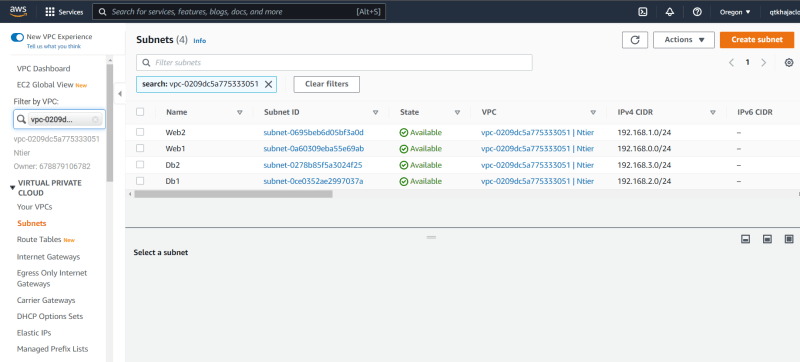 aws
Services
Search for services, features, blogs, docs, and more
[Alt+S]
Oregon
qtkhajaclo
New VPC Experience
Tell us what you think
VPC Dashboard
EC2 Global View New
Filter by VPC:
vpc-0209d...
vpc-0209dc5a775333051
Ntier
Owner: 678879106782
VIRTUAL PRIVATE
CLOUD
Your VPCs
Subnets
Route Tables New
Internet Gateways
Egress Only Internet
Gateways
Carrier Gateways
DHCP Options Sets
Elastic IPs
Managed Prefix Lists
Subnets (4) Info
Actions
Create subnet
Filter subnets
1
search: vpc-0209dc5a775333051
Clear filters
Name Subnet ID State VPC IPv4 CIDR IPv6 CIDR
Web2 subnet-0695beb6d05bf3a0d Available vpc-0209dc5a775333051 | Ntier 192.168.1.0/24 –
Web1 subnet-0a60309eba55e69ab Available vpc-0209dc5a775333051 | Ntier 192.168.0.0/24 –
Db2 subnet-0278b85f5a3024f25 Available vpc-0209dc5a775333051 | Ntier 192.168.3.0/24 –
Db1 subnet-0ce0352ae2997037a Available vpc-0209dc5a775333051 | Ntier 192.168.2.0/24 –
Select a subnet